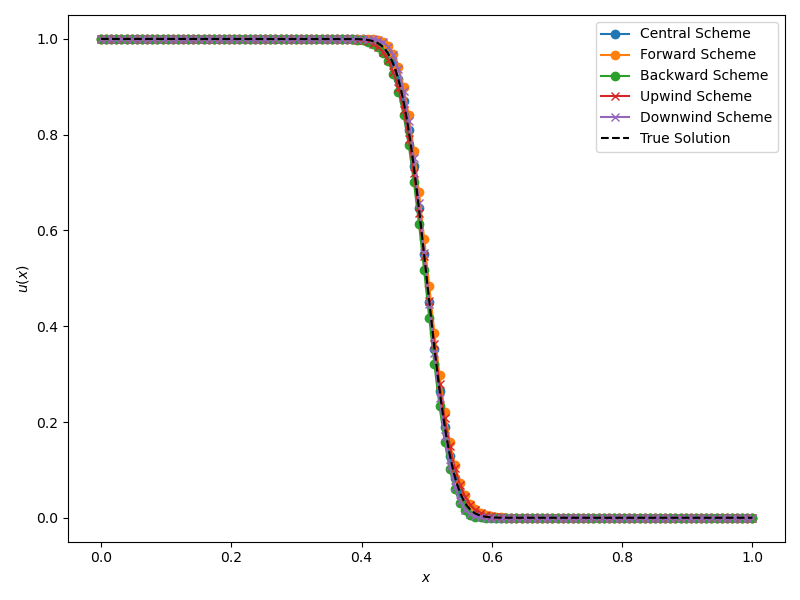 Central Scheme
Forward Scheme
Backward Scheme
Upwind Scheme
Downwind Scheme
True Solution
1.0
0.8
0.6
0.4
0.2
0.0
u(x)
0.0 0.2 0.4 0.6 0.8 1.0
x